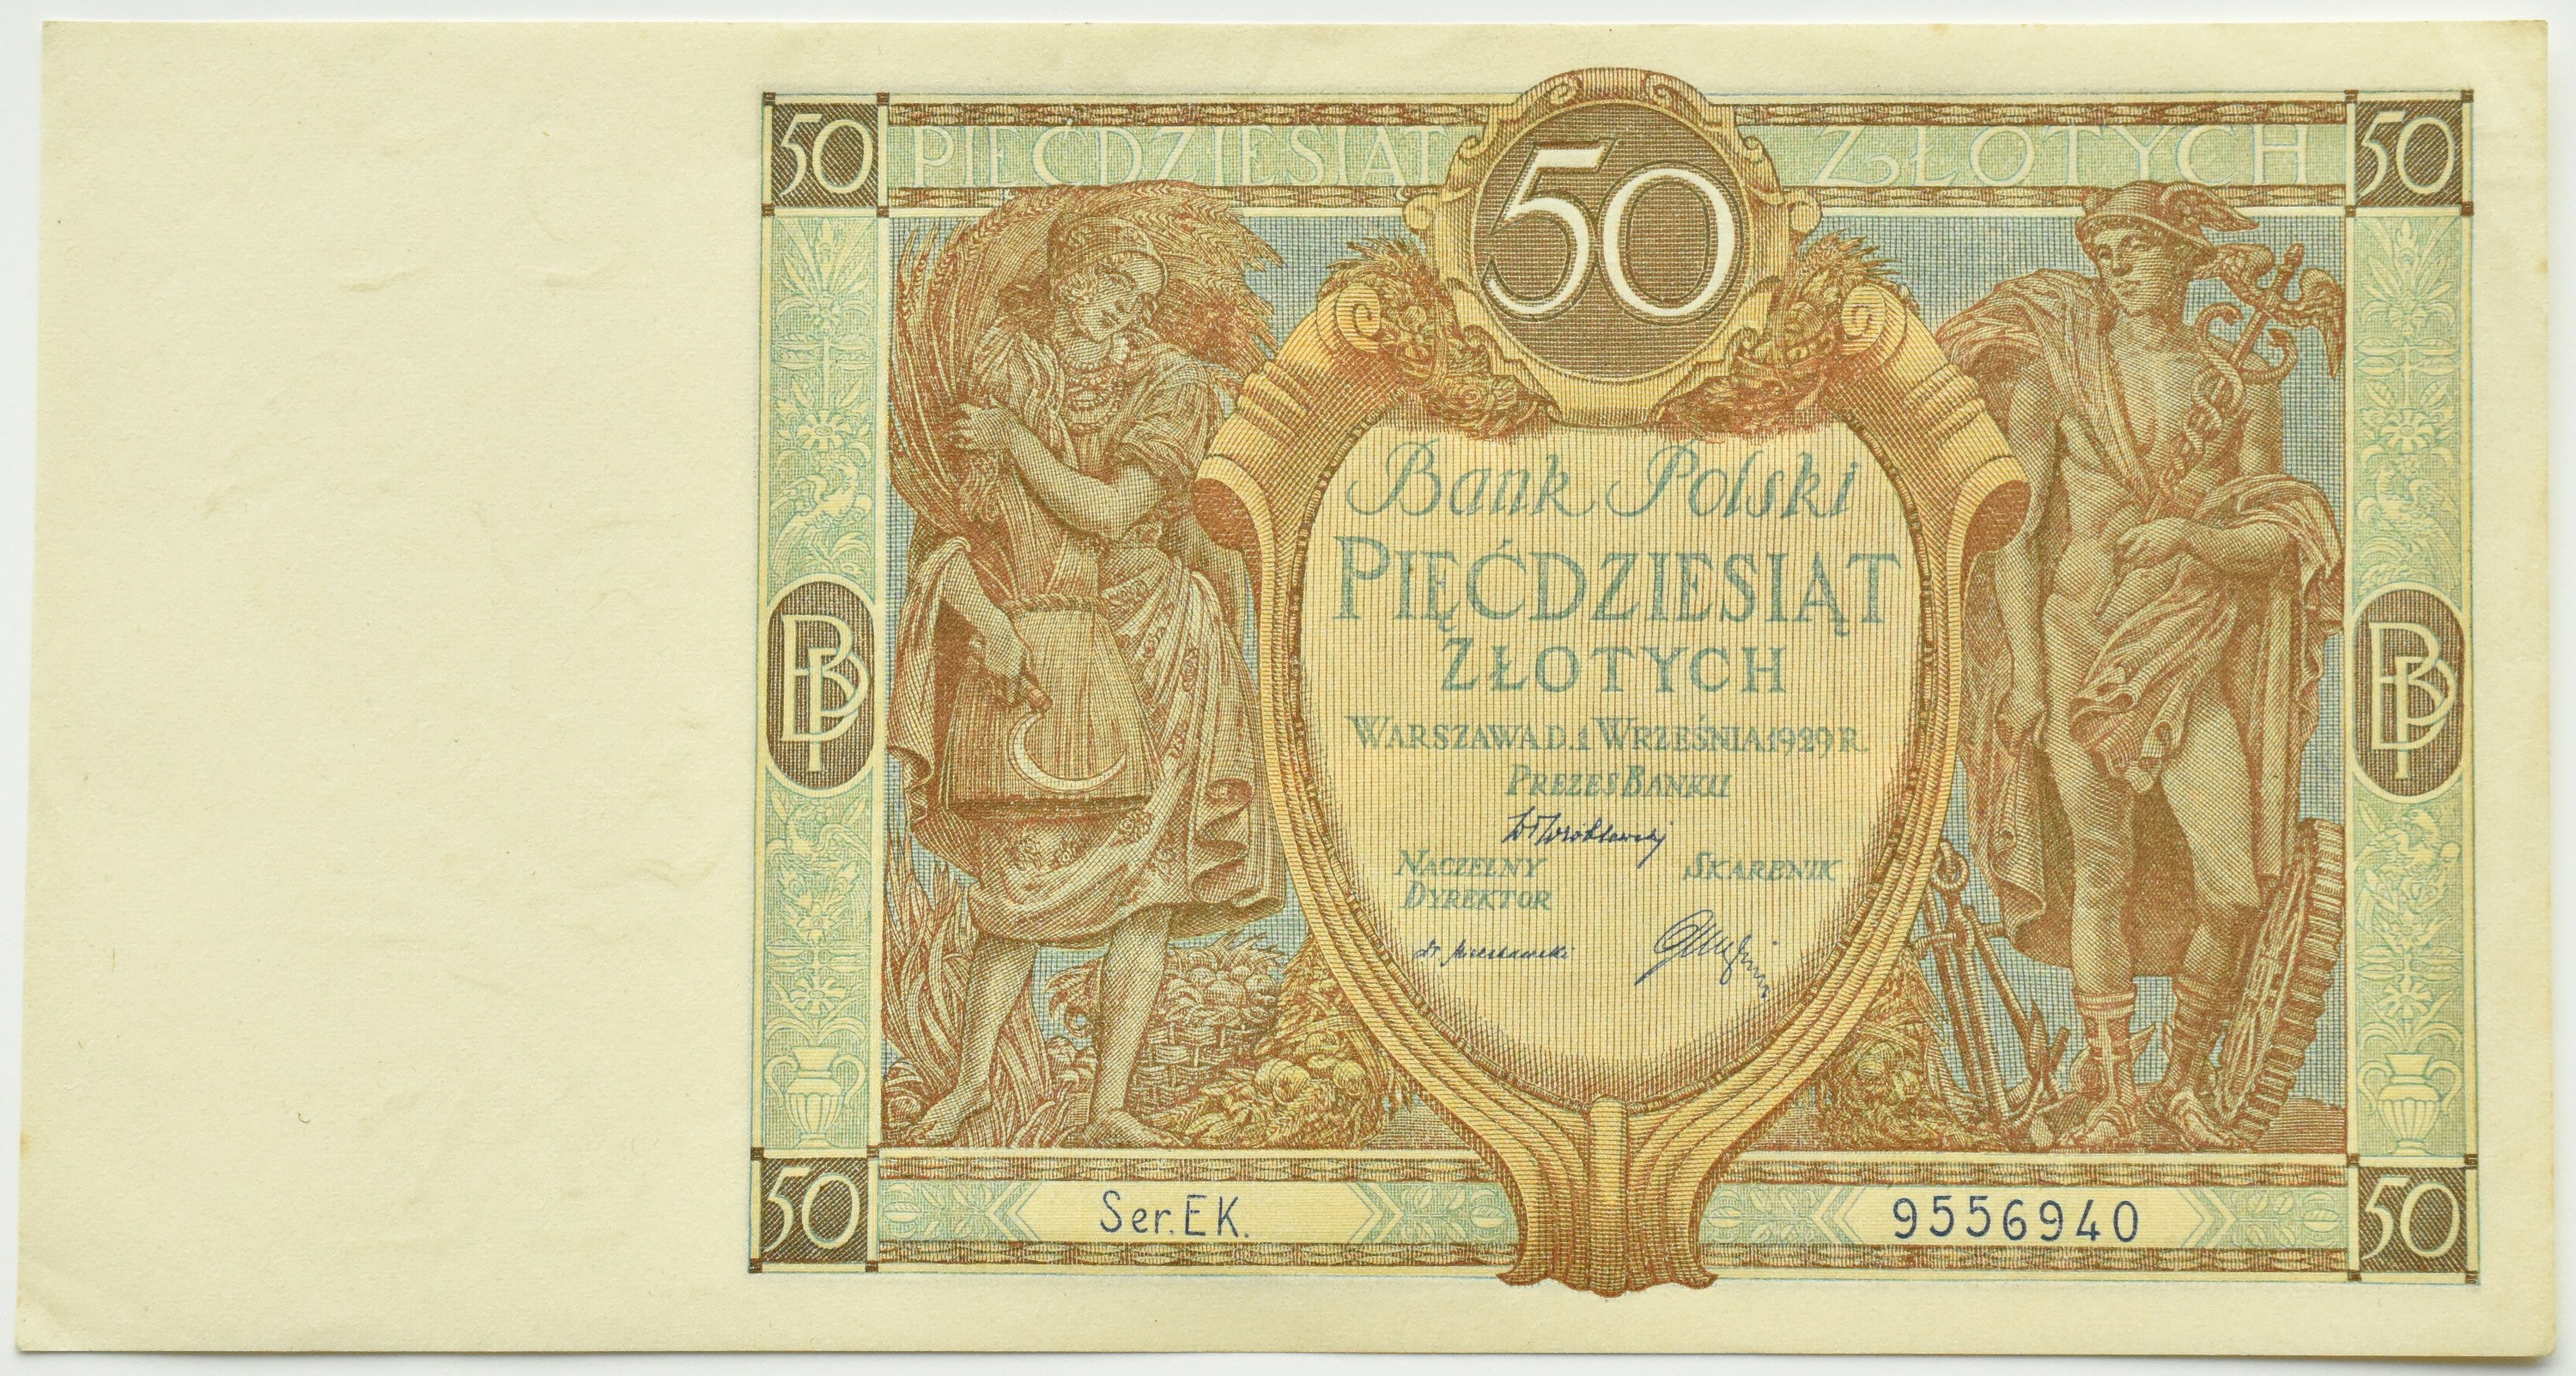 50 PIĘĆDZIESIĄT 50 ZŁOTYCH 50
Bank Polski
PIĘĆDZIESIĄT
ZŁOTYCH
WARSZAWA D. 1 WRZEŚNIA 1929 R.
PREZES BANKU
NACZELNY SKARBNIK
DYREKTOR
BP BP
50 Ser. EK. 9556940 50